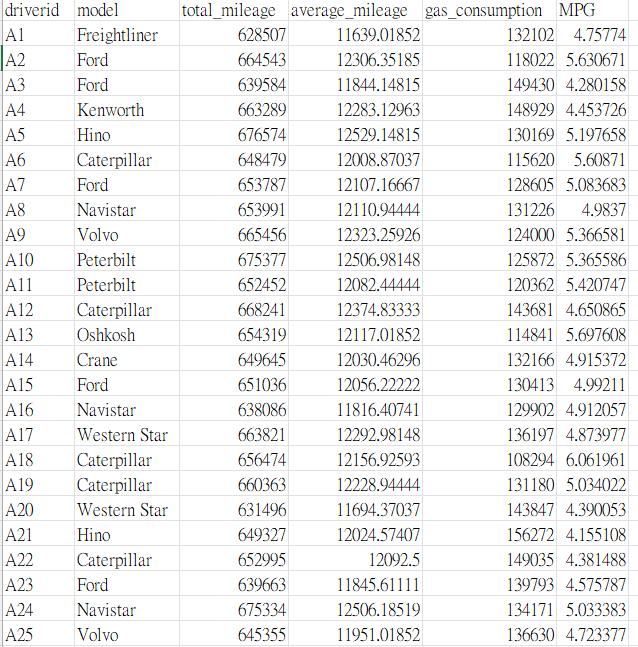 driverid model total_mileage average_mileage gas_consumption MPG
A1 Freightliner 628507 11639.01852 132102 4.75774
A2 Ford 664543 12306.35185 118022 5.630671
A3 Ford 639584 11844.14815 149430 4.280158
A4 Kenworth 663289 12283.12963 148929 4.453726
A5 Hino 676574 12529.14815 130169 5.197658
A6 Caterpillar 648479 12008.87037 115620 5.60871
A7 Ford 653787 12107.16667 128605 5.083683
A8 Navistar 653991 12110.94444 131226 4.9837
A9 Volvo 665456 12323.25926 124000 5.366581
A10 Peterbilt 675377 12506.98148 125872 5.365586
A11 Peterbilt 652452 12082.44444 120362 5.420747
A12 Caterpillar 668241 12374.83333 143681 4.650865
A13 Oshkosh 654319 12117.01852 114841 5.697608
A14 Crane 649645 12030.46296 132166 4.915372
A15 Ford 651036 12056.22222 130413 4.99211
A16 Navistar 638086 11816.40741 129902 4.912057
A17 Western Star 663821 12292.98148 136197 4.873977
A18 Caterpillar 656474 12156.92593 108294 6.061961
A19 Caterpillar 660363 12228.94444 131180 5.034022
A20 Western Star 631496 11694.37037 143847 4.390053
A21 Hino 649327 12024.57407 156272 4.155108
A22 Caterpillar 652995 12092.5 149035 4.381488
A23 Ford 639663 11845.61111 139793 4.575787
A24 Navistar 675334 12506.18519 134171 5.033383
A25 Volvo 645355 11951.01852 136630 4.723377